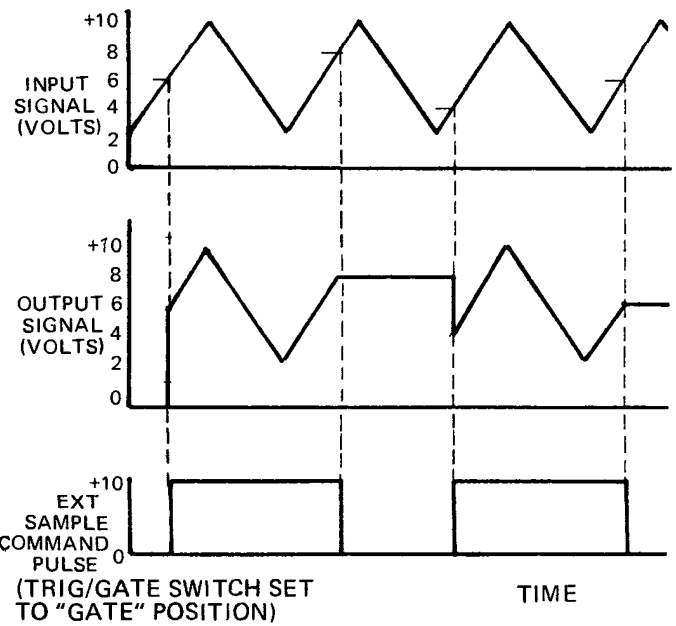 +10
8
INPUT 6
SIGNAL 4
(VOLTS) 2
0
+10
8
OUTPUT 6
SIGNAL 4
(VOLTS) 2
0
+10
EXT
SAMPLE
COMMAND 0
PULSE
(TRIG/GATE SWITCH SET
TO "GATE" POSITION)
TIME